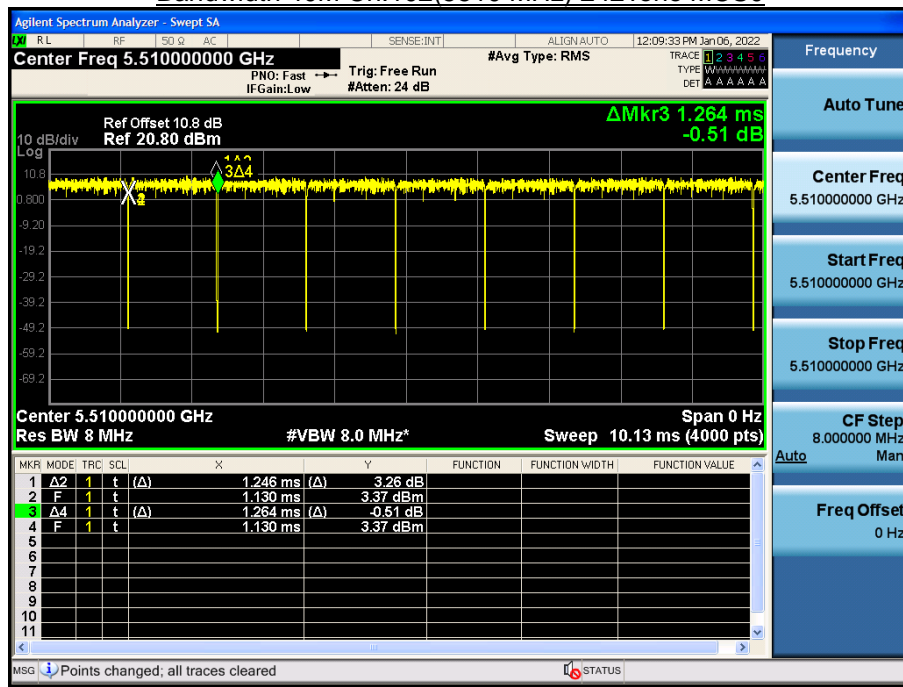 Agilent Spectrum Analyzer - Swept SA
LXI RL RF 50 Ω AC SENSE:INT ALIGN AUTO 12:09:33 PM Jan 06, 2022
Center Freq 5.510000000 GHz #Avg Type: RMS TRACE 1 2 3 4 5 6
PNO: Fast Trig: Free Run TYPE W
IFGain:Low #Atten: 24 dB DET A A A A A A
Frequency
Auto Tune
Ref Offset 10.8 dB ΔMkr3 1.264 ms
10 dB/div Ref 20.80 dBm -0.51 dB
Log
3Δ4
10.8
0.800
-9.20
-19.2
-29.2
-39.2
-49.2
-59.2
-69.2
Center 5.510000000 GHz Span 0 Hz
Res BW 8 MHz #VBW 8.0 MHz* Sweep 10.13 ms (4000 pts)
Center Freq
5.510000000 GHz
Start Freq
5.510000000 GHz
Stop Freq
5.510000000 GHz
CF Step
8.000000 MHz
Auto Man
Freq Offset
0 Hz
MKR MODE TRC SCL X Y FUNCTION FUNCTION WIDTH FUNCTION VALUE
1 Δ2 1 t (Δ) 1.246 ms (Δ) 3.26 dB
2 F 1 t 1.130 ms 3.37 dBm
3 Δ4 1 t (Δ) 1.264 ms (Δ) -0.51 dB
4 F 1 t 1.130 ms 3.37 dBm
5
6
7
8
9
10
11
MSG Points changed; all traces cleared STATUS